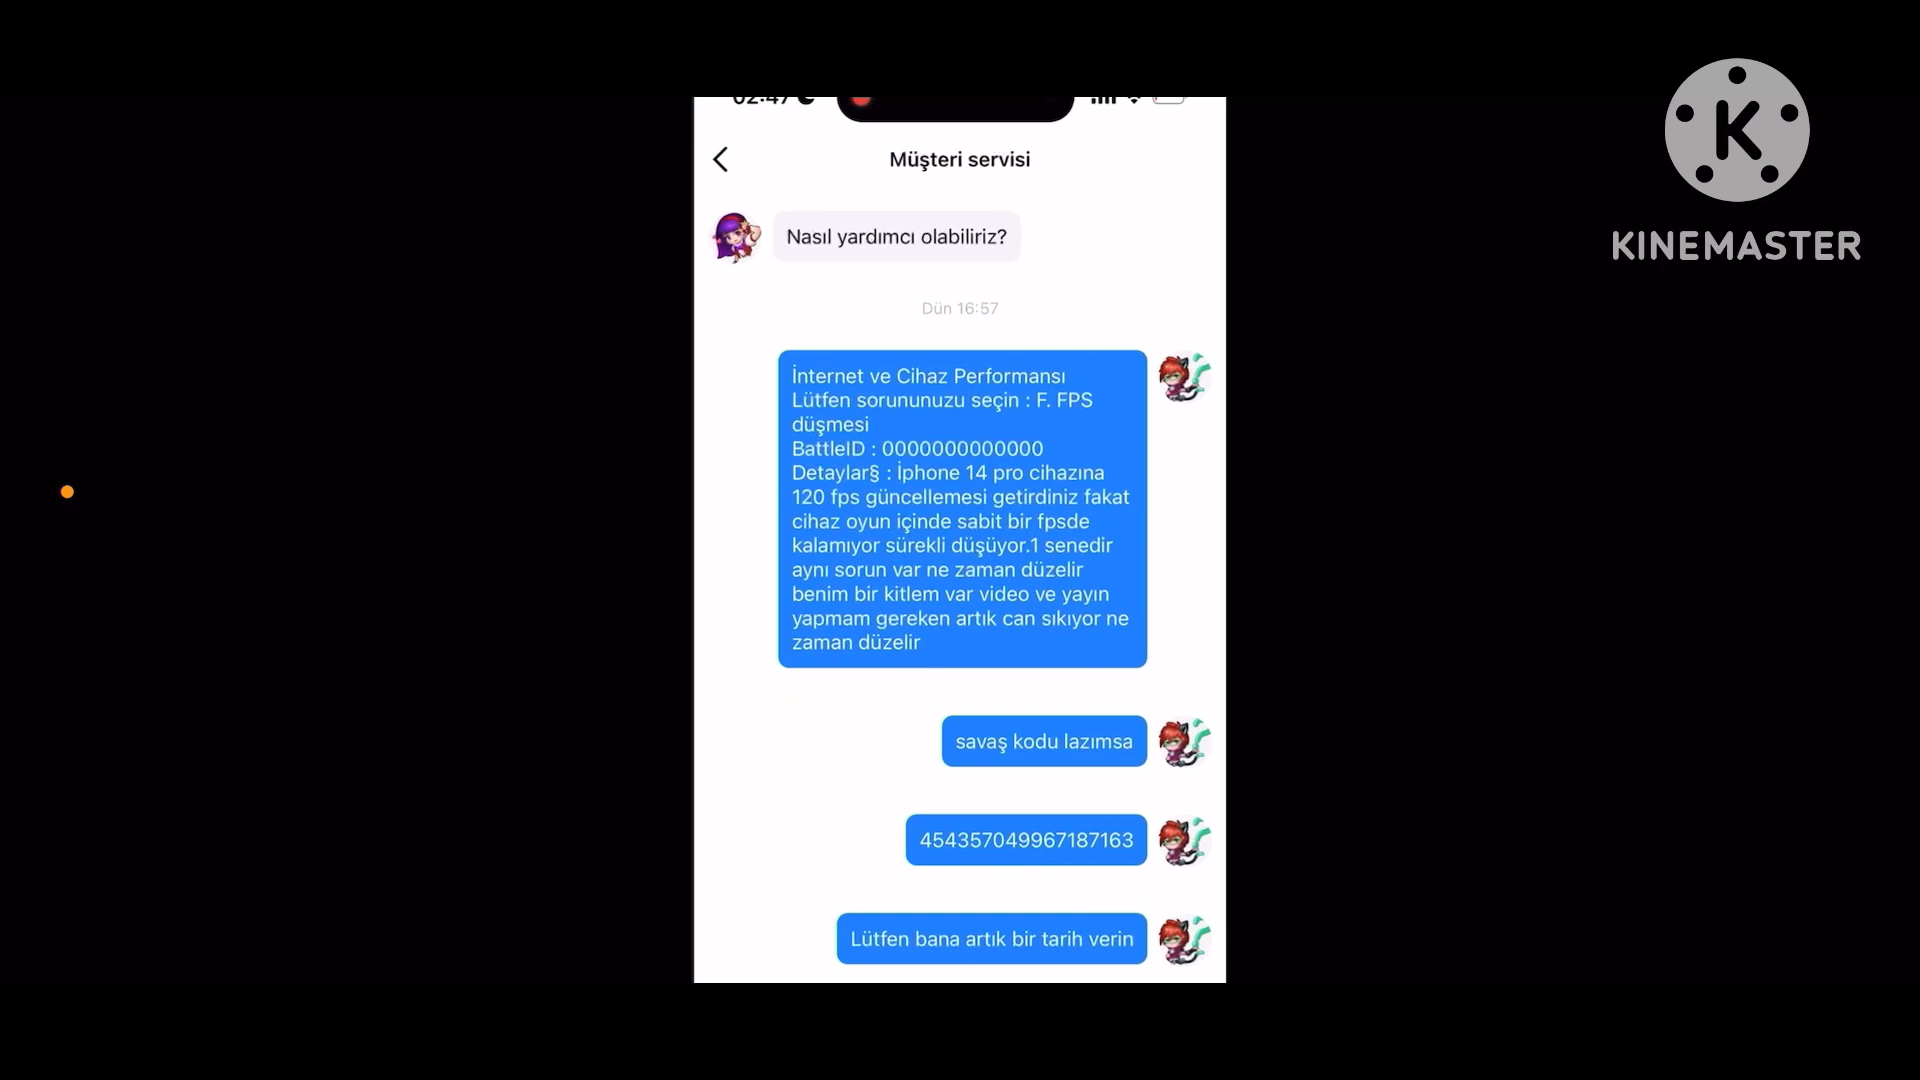 02:47
Müşteri servisi
Nasıl yardımcı olabiliriz?
Dün 16:57
İnternet ve Cihaz Performansı
Lütfen sorununuzu seçin : F. FPS
düşmesi
BattleID : 0000000000000
Detaylar§ : İphone 14 pro cihazına
120 fps güncellemesi getirdiniz fakat
cihaz oyun içinde sabit bir fpsde
kalamıyor sürekli düşüyor.1 senedir
aynı sorun var ne zaman düzelir
benim bir kitlem var video ve yayın
yapmam gereken artık can sıkıyor ne
zaman düzelir
savaş kodu lazımsa
454357049967187163
Lütfen bana artık bir tarih verin
K
KINEMASTER